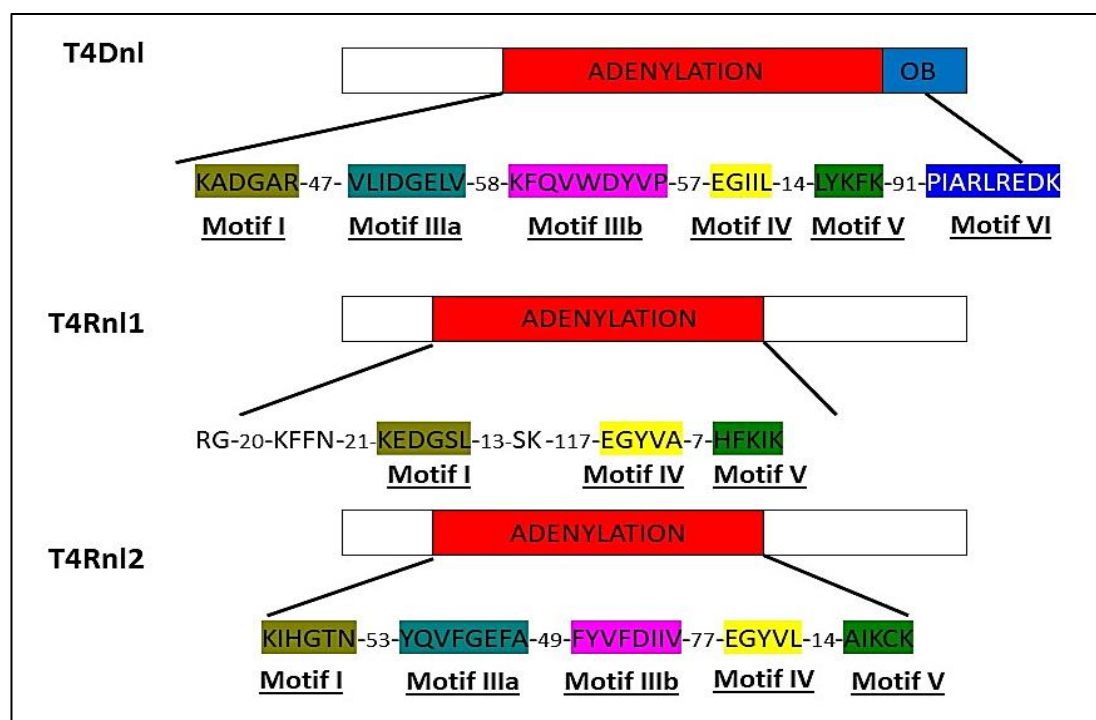 T4Dnl
ADENYLATION OB
KADGAR-47-VLIDGELV-58-KFQVWDYVP-57-EGIIL-14-LYKFK-91-PIARLREDK
Motif I Motif IIIa Motif IIIb Motif IV Motif V Motif VI
T4Rnl1
ADENYLATION
RG-20-KFFN-21-KEDGSL-13-SK-117-EGYVA-7-HFKIK
Motif I Motif IV Motif V
T4Rnl2
ADENYLATION
KIHGTN-53-YQVFGEFA-49-FYVFDIIV-77-EGYVL-14-AIKCK
Motif I Motif IIIa Motif IIIb Motif IV Motif V